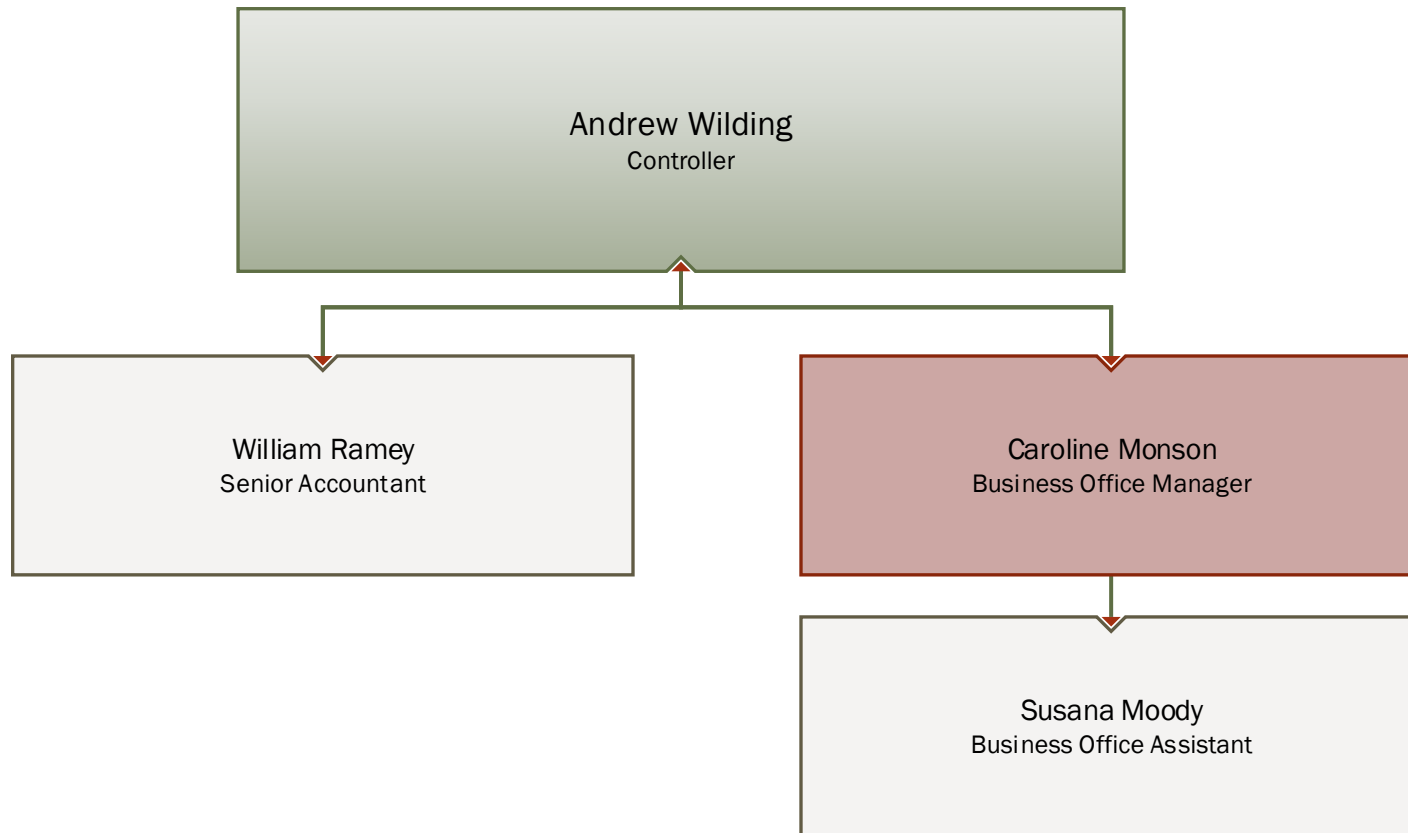 Andrew Wilding
Controller
William Ramey
Senior Accountant
Caroline Monson
Business Office Manager
Susana Moody
Business Office Assistant